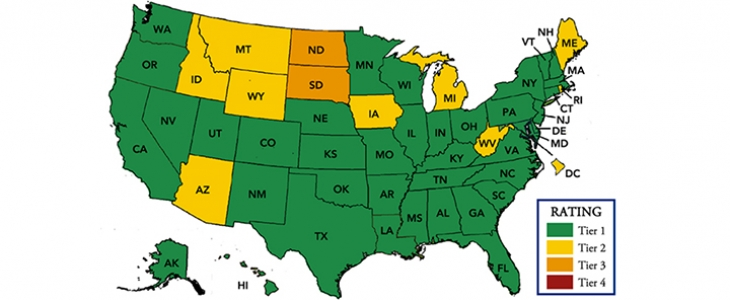 WA
OR
CA
NV
ID
MT
WY
UT
AZ
CO
NM
ND
SD
NE
KS
OK
TX
MN
IA
MO
AR
LA
WI
IL
MI
IN
OH
KY
TN
MS
AL
GA
FL
SC
NC
VA
WV
PA
NY
VT
NH
ME
MA
RI
CT
NJ
DE
MD
DC
AK
HI
RATING
Tier 1
Tier 2
Tier 3
Tier 4